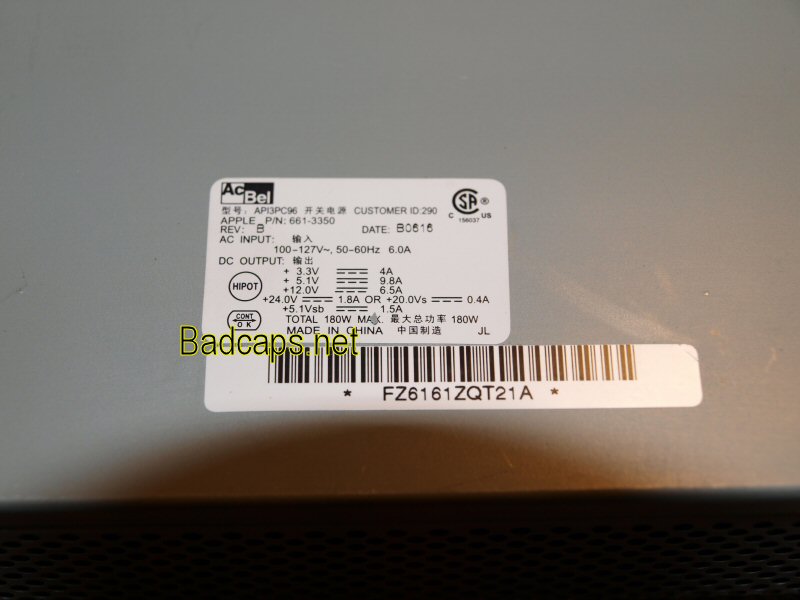 AcBel
型号: API3PC96 开关电源 CUSTOMER ID:290
APPLE P/N: 661-3350
REV: B DATE: B0616
AC INPUT: 输入
100-127V~, 50-60Hz 6.0A
DC OUTPUT: 输出
+ 3.3V 4A
+ 5.1V 9.8A
+12.0V 6.5A
+24.0V 1.8A OR +20.0Vs 0.4A
+5.1Vsb 1.5A
TOTAL 180W MAX. 最大总功率 180W
MADE IN CHINA 中国制造 JL
HIPOT
CONT
OK
SA ®
C US
156037
Badcaps.net
* FZ6161ZQT21A *